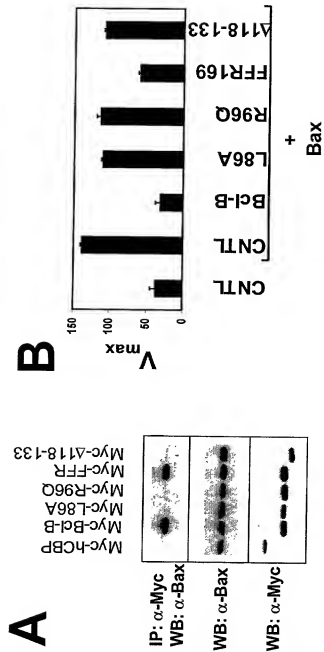 A
Myc-hCBP
Myc-Bcl-B
Myc-L86A
Myc-R96Q
Myc-FFR
Myc-Δ118-133
IP: α-Myc
WB: α-Bax
WB: α-Bax
WB: α-Myc
B
Vmax
150
100
50
0
CNTL
CNTL
Bcl-B
L86A
R96Q
FFR169
Δ118-133
+
Bax